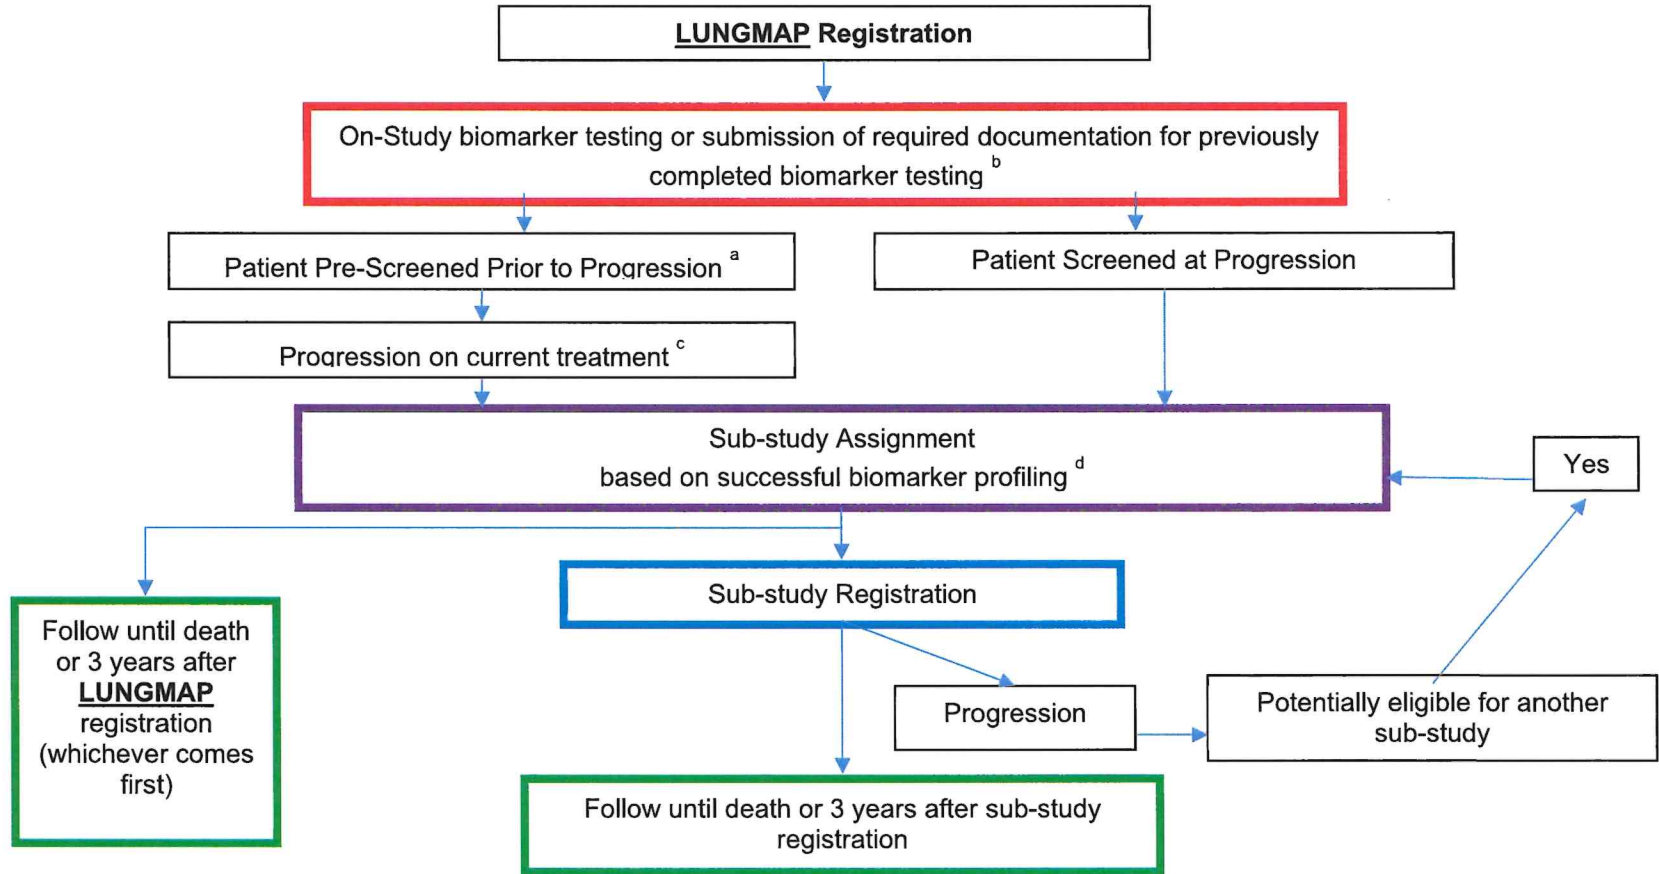 LUNGMAP Registration
On-Study biomarker testing or submission of required documentation for previously
completed biomarker testing b
Patient Pre-Screened Prior to Progression a
Patient Screened at Progression
Progression on current treatment c
Sub-study Assignment
based on successful biomarker profiling d
Yes
Sub-study Registration
Follow until death
or 3 years after
LUNGMAP
registration
(whichever comes
first)
Progression
Potentially eligible for another
sub-study
Follow until death or 3 years after sub-study
registration